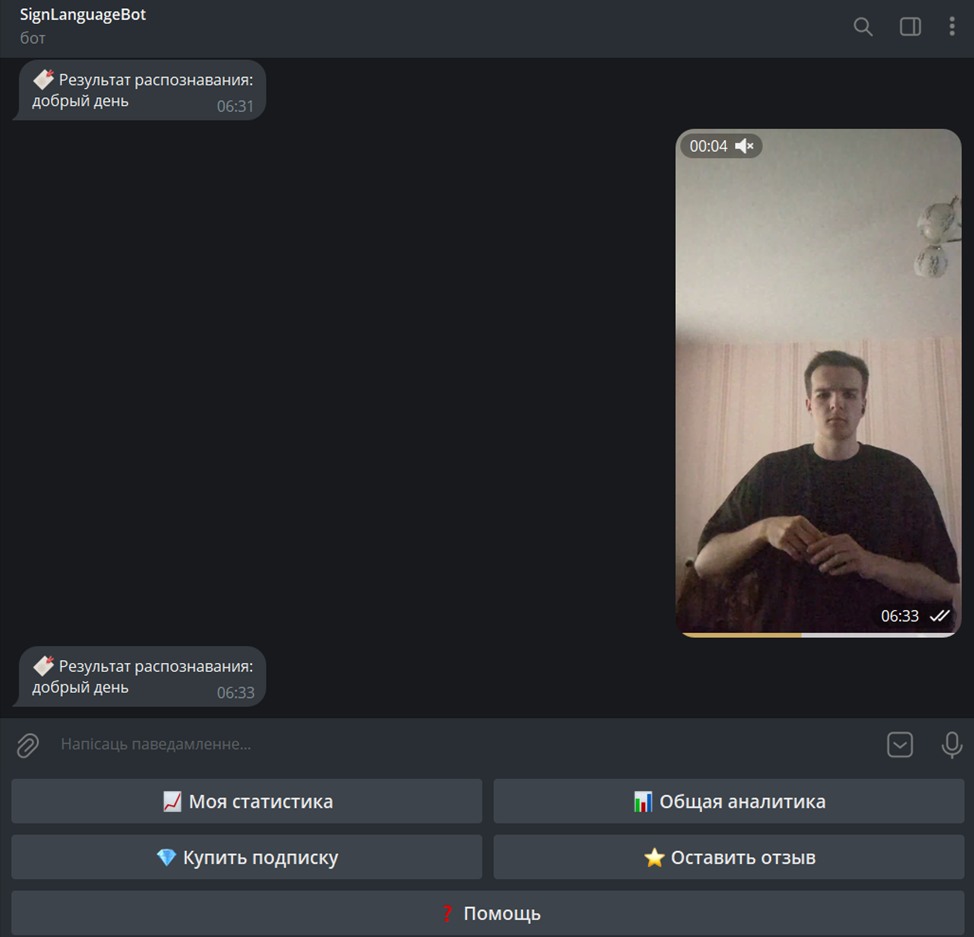 SignLanguageBot
бот
Результат распознавания:
добрый день
06:31
00:04
06:33
Результат распознавания:
добрый день
06:33
Напісаць паведамленне...
Моя статистика
Общая аналитика
Купить подписку
Оставить отзыв
Помощь